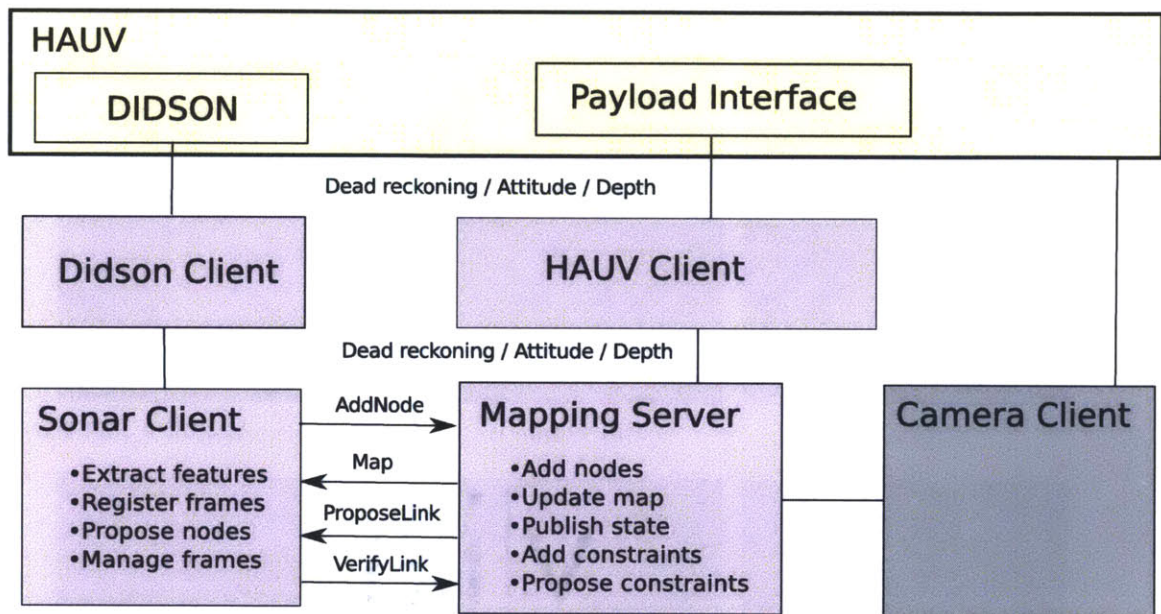 HAUV
DIDSON
Payload Interface
Dead reckoning / Attitude / Depth
Didson Client
HAUV Client
Dead reckoning / Attitude / Depth
Sonar Client
•Extract features
•Register frames
•Propose nodes
•Manage frames
AddNode
Map
ProposeLink
VerifyLink
Mapping Server
•Add nodes
•Update map
•Publish state
•Add constraints
•Propose constraints
Camera Client